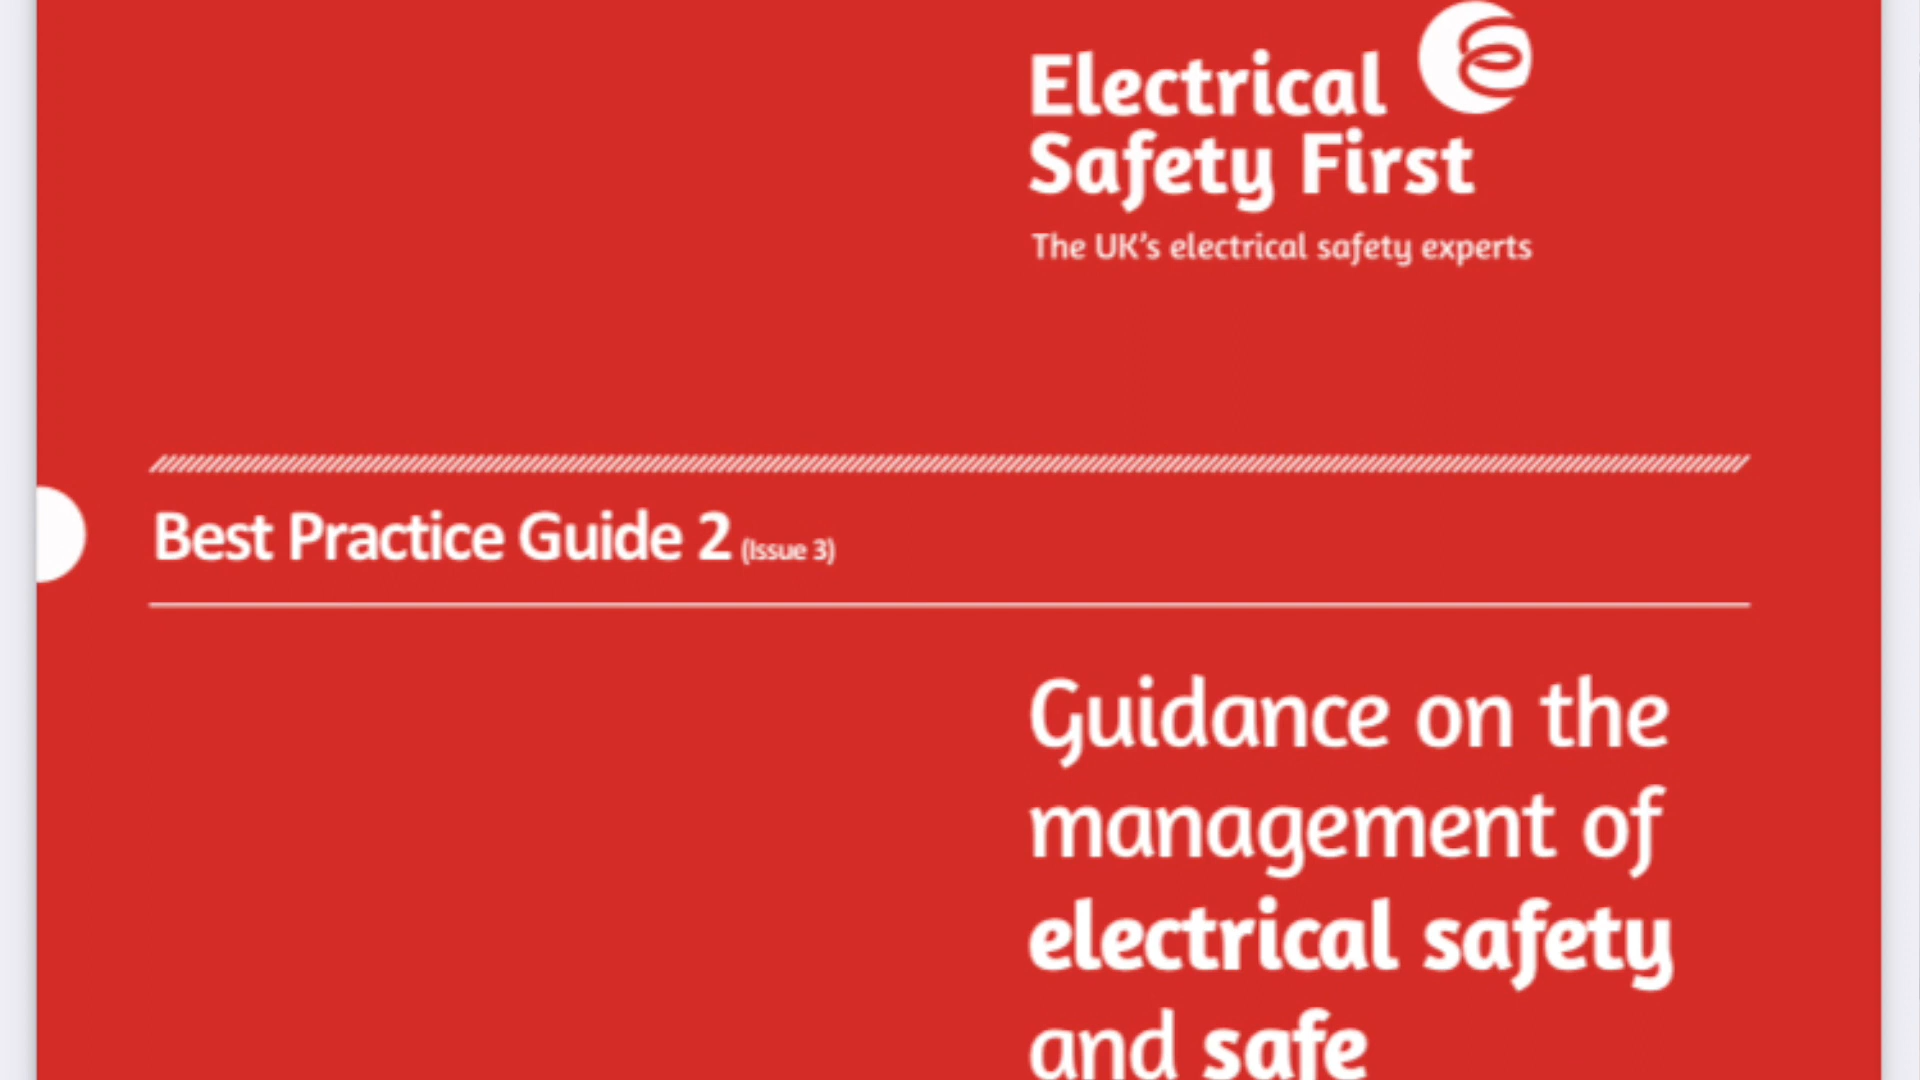 Electrical
Safety First
The UK's electrical safety experts
Best Practice Guide 2 (Issue 3)
Guidance on the
management of
electrical safety
and safe